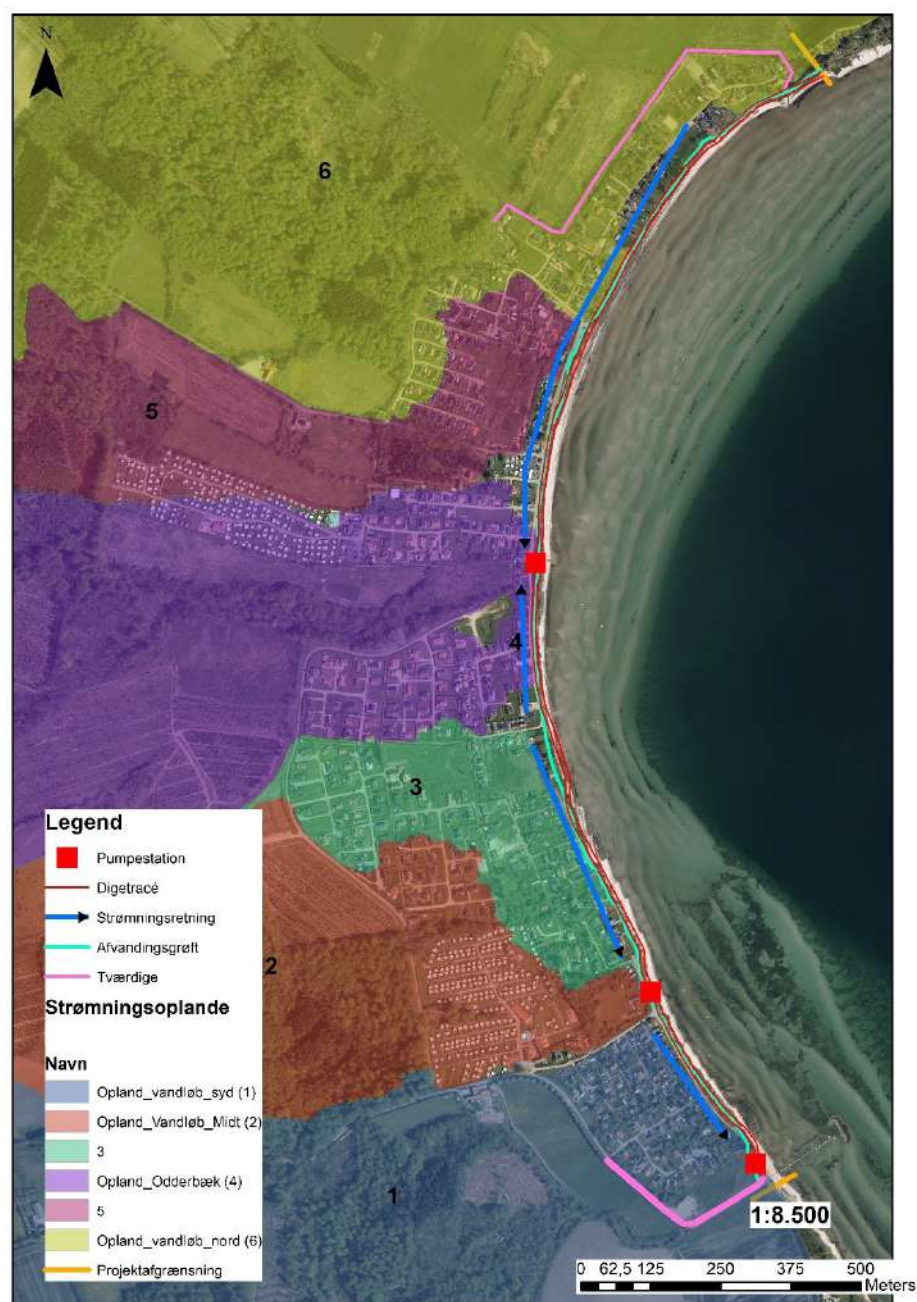 N
6
5
4
3
2
1
Legend
Pumpestation
Digetracé
Strømningsretning
Afvandingsgrøft
Tværdige
Strømningsoplande
Navn
Opland_vandløb_syd (1)
Opland_Vandløb_Midt (2)
3
Opland_Odderbæk (4)
5
Opland_vandløb_nord (6)
Projektafgrænsning
1:8.500
0 62,5 125 250 375 500
Meters